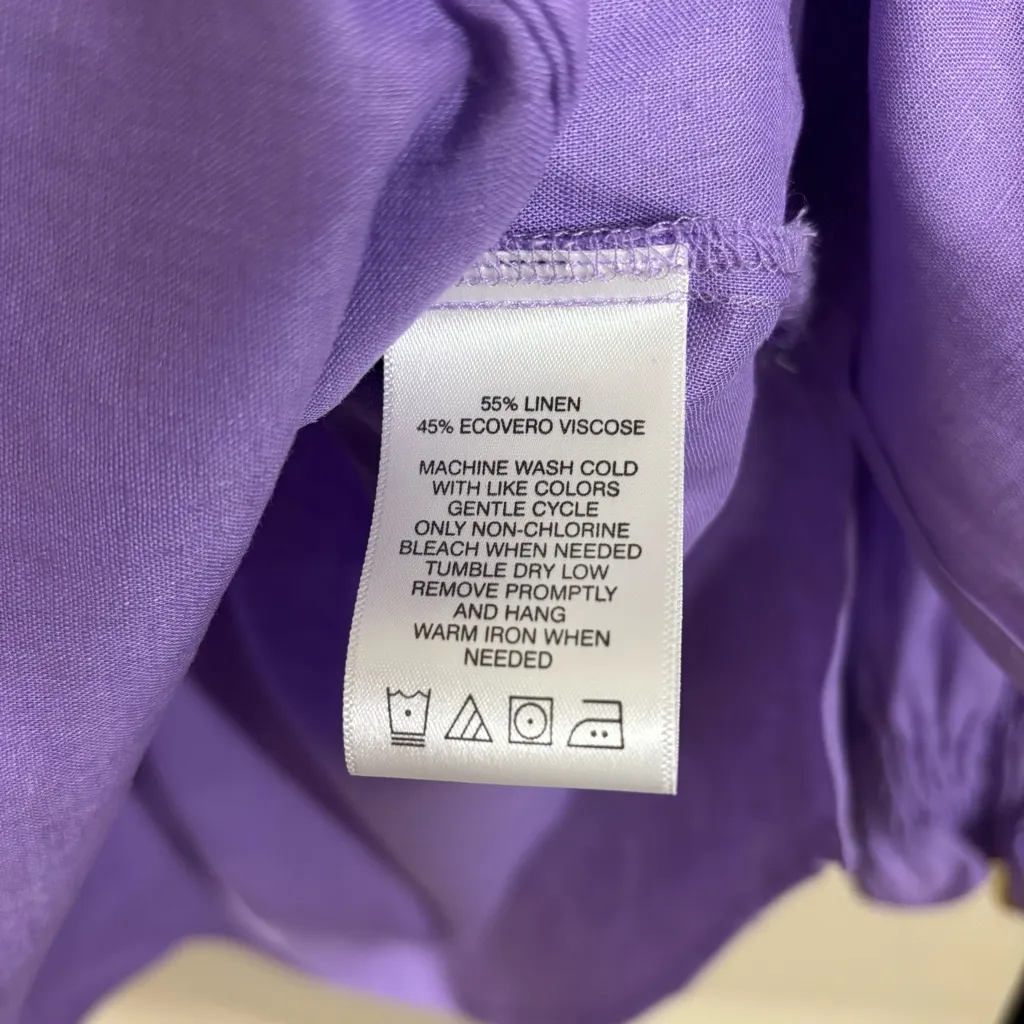 55% LINEN
45% ECOVERO VISCOSE
MACHINE WASH COLD
WITH LIKE COLORS
GENTLE CYCLE
ONLY NON-CHLORINE
BLEACH WHEN NEEDED
TUMBLE DRY LOW
REMOVE PROMPTLY
AND HANG
WARM IRON WHEN
NEEDED